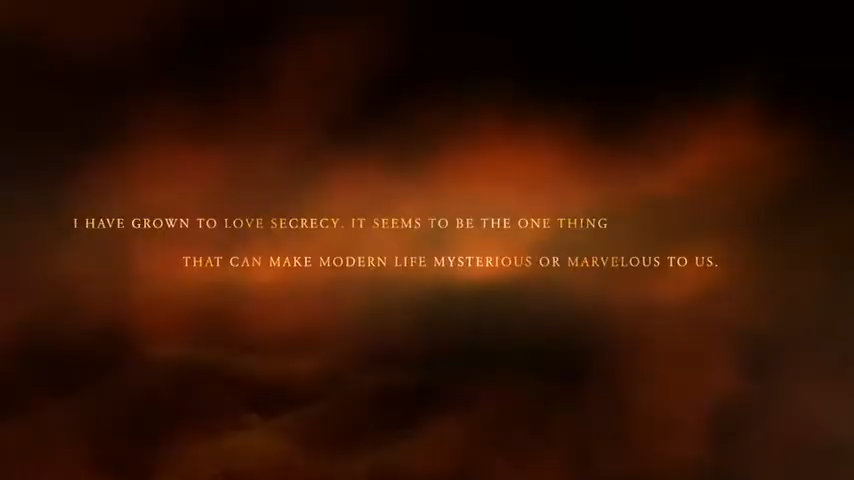 I HAVE GROWN TO LOVE SECRECY. IT SEEMS TO BE THE ONE THING
THAT CAN MAKE MODERN LIFE MYSTERIOUS OR MARVELOUS TO US.